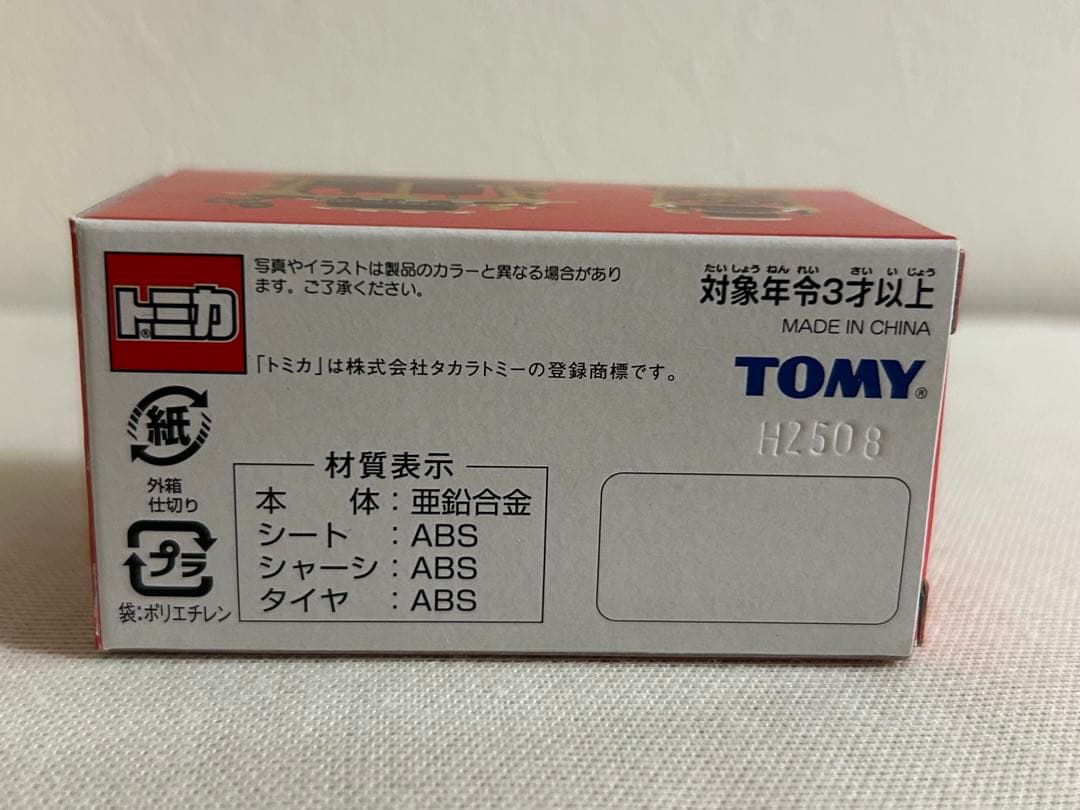 トミカ®
写真やイラストは製品のカラーと異なる場合があり
ます。ご了承ください。
「トミカ」は株式会社タカラトミーの登録商標です。
たいしょうねんれい さいいじょう
対象年令3才以上
MADE IN CHINA
TOMY®
H2508
紙
外箱
仕切り
プラ
袋:ポリエチレン
材質表示
本体:亜鉛合金
シート:ABS
シャーシ:ABS
タイヤ:ABS